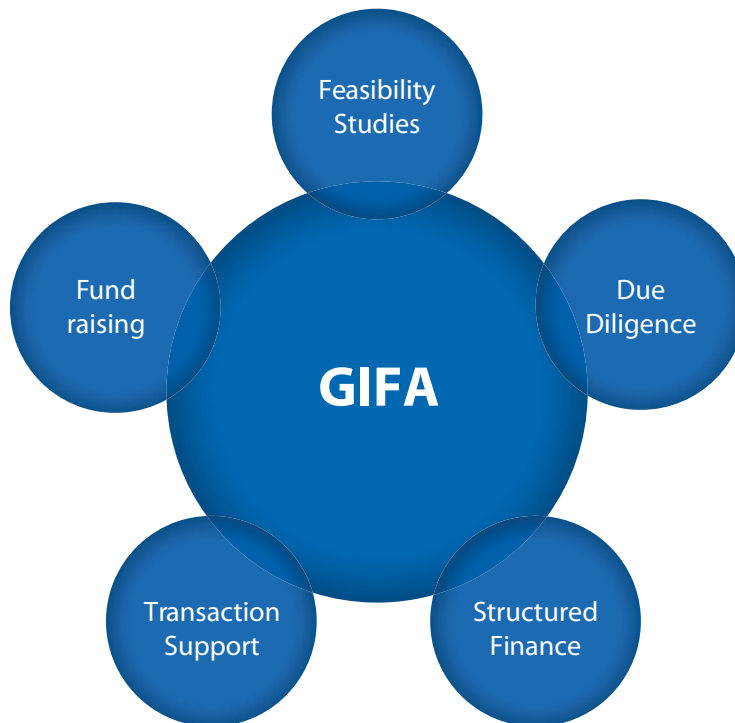 Feasibility
Studies
Fund
raising
Due
Diligence
GIFA
Transaction
Support
Structured
Finance